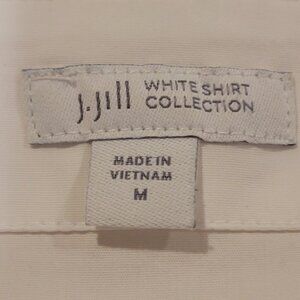 J.Jill WHITE SHIRT
COLLECTION
MADE IN
VIETNAM
M